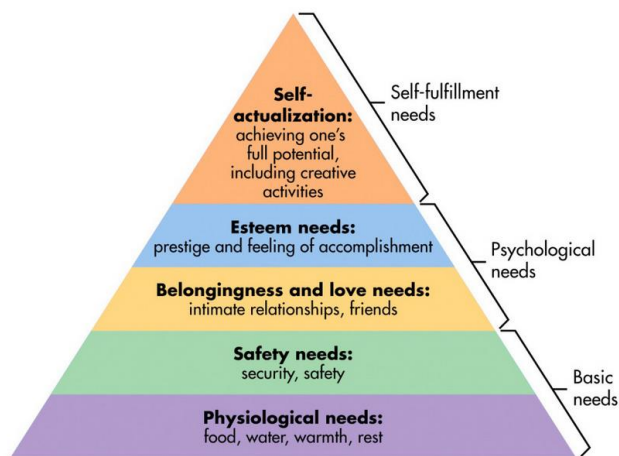 Self-
actualization:
achieving one's
full potential,
including creative
activities
Self-fulfillment
needs
Esteem needs:
prestige and feeling of accomplishment
Psychological
needs
Belongingness and love needs:
intimate relationships, friends
Safety needs:
security, safety
Basic
needs
Physiological needs:
food, water, warmth, rest